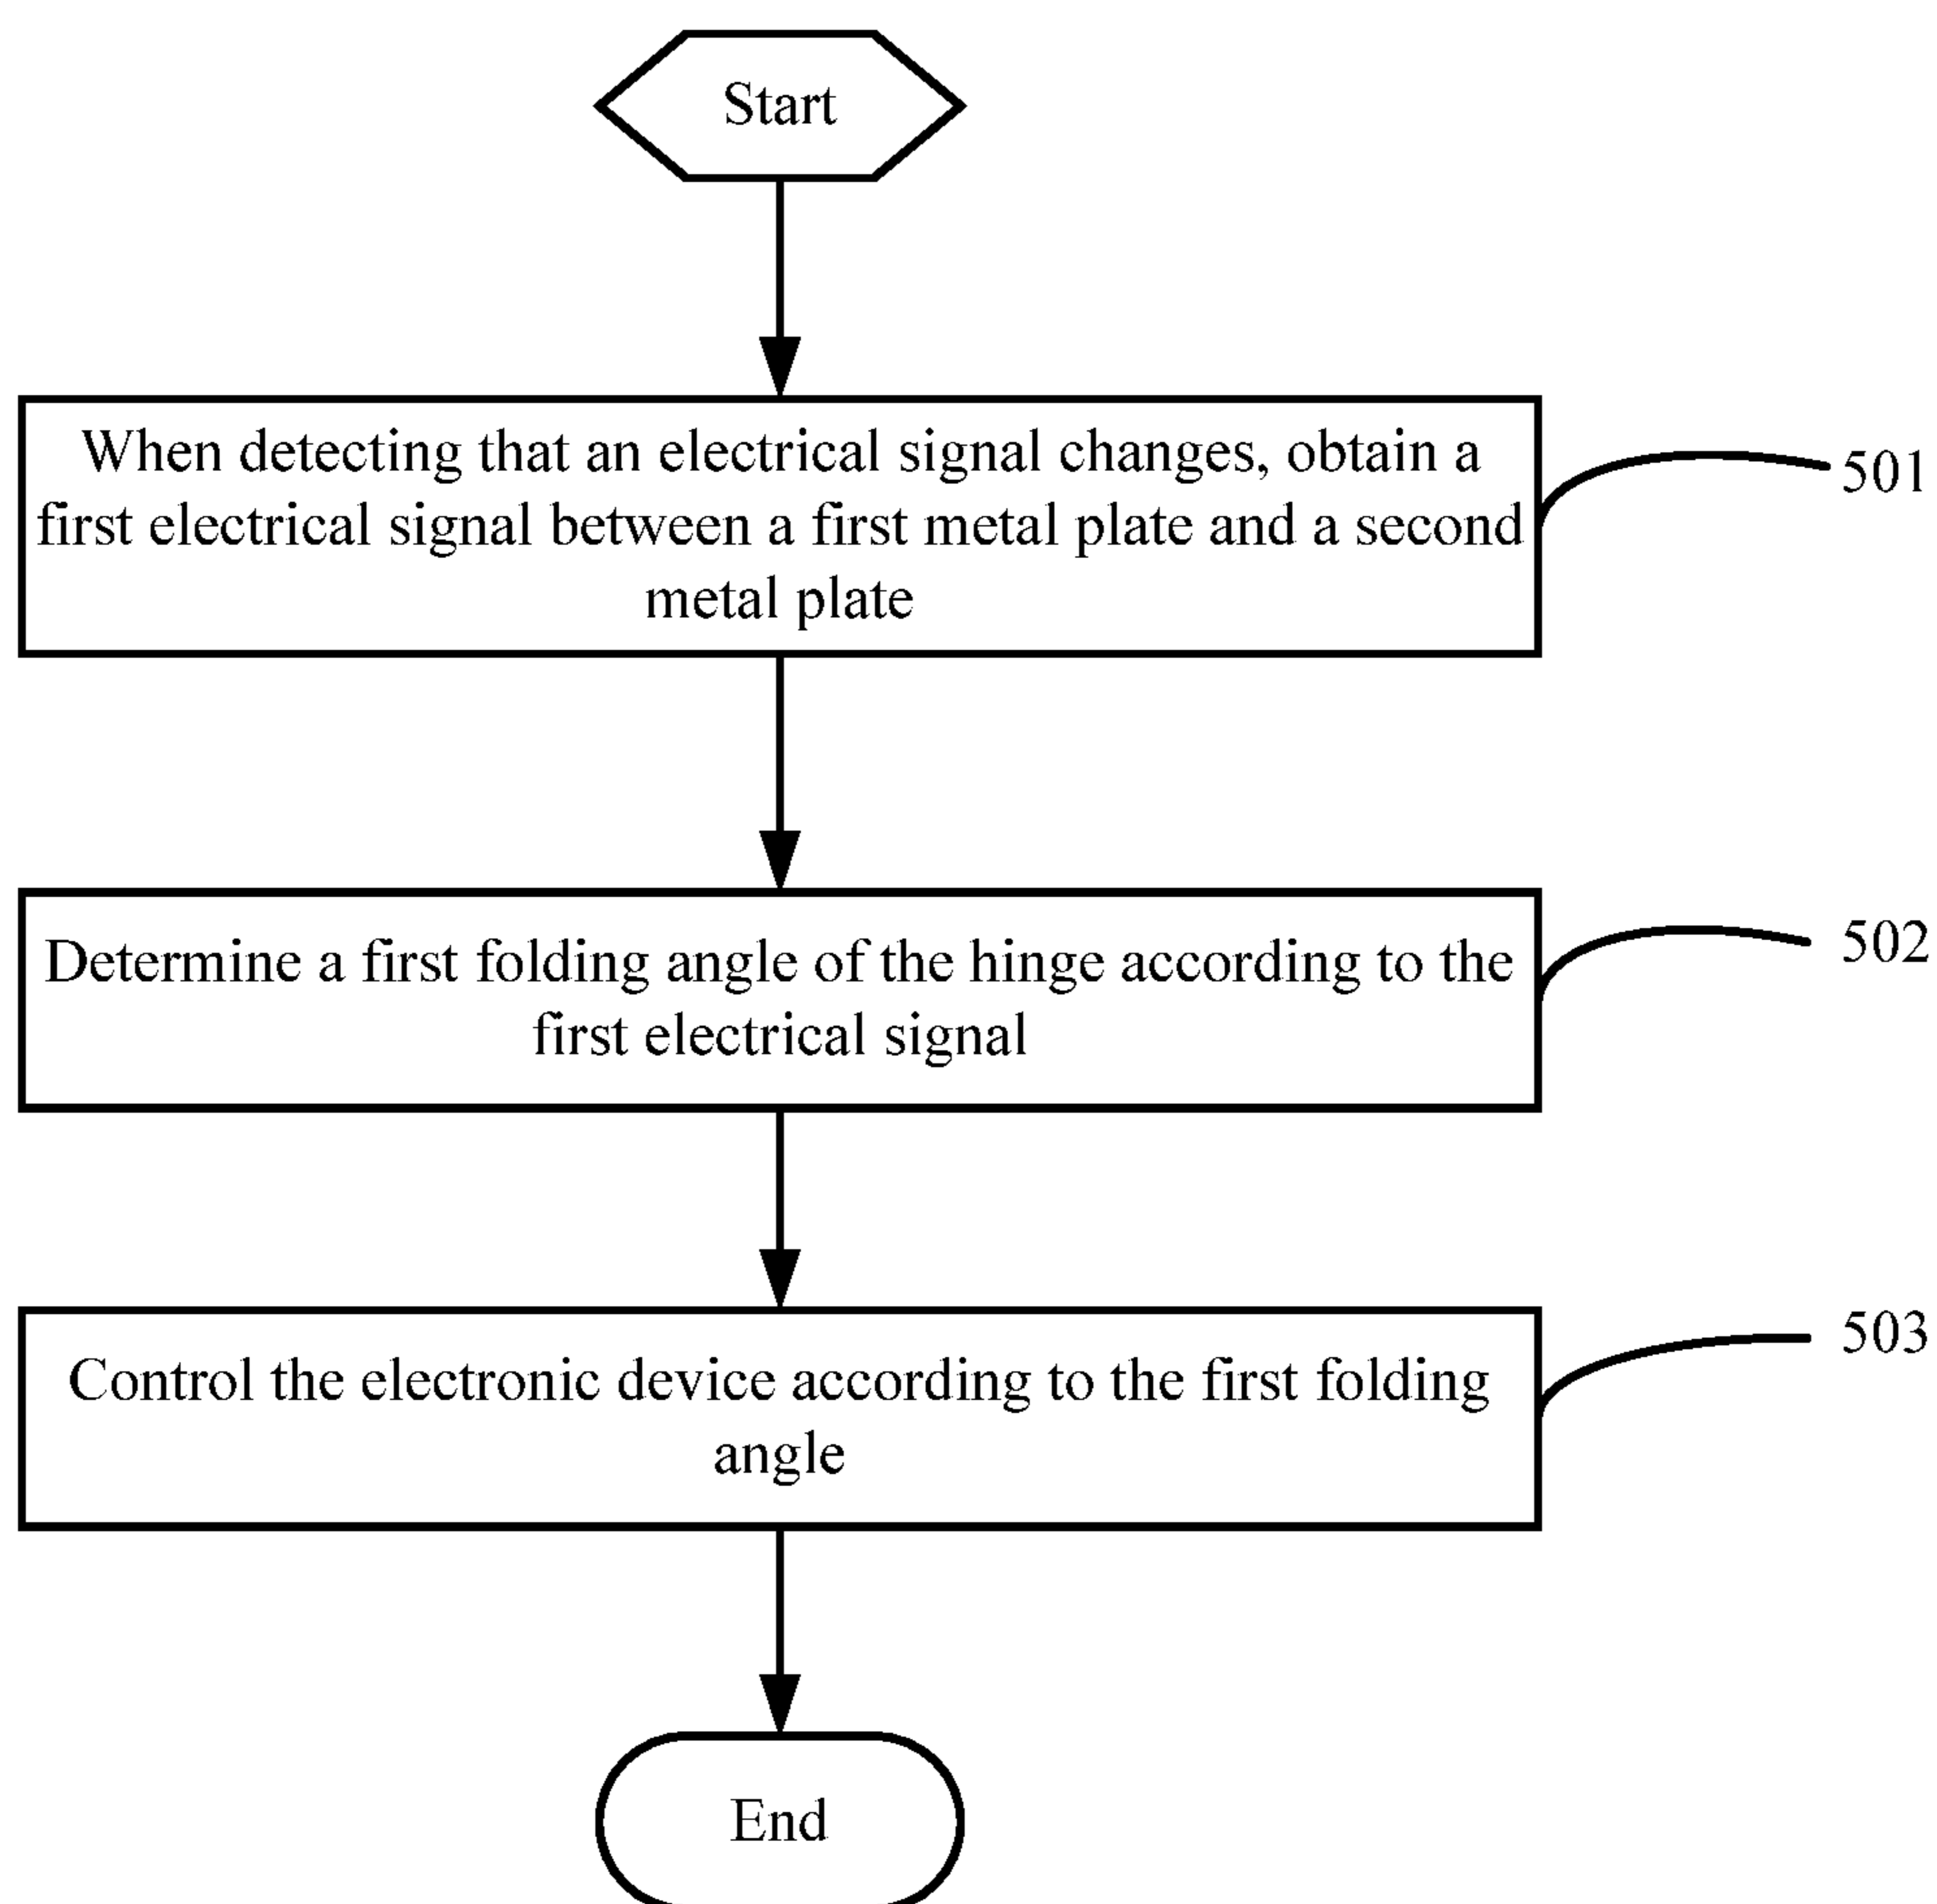 Start
When detecting that an electrical signal changes, obtain a
first electrical signal between a first metal plate and a second
metal plate
501
Determine a first folding angle of the hinge according to the
first electrical signal
502
Control the electronic device according to the first folding
angle
503
End